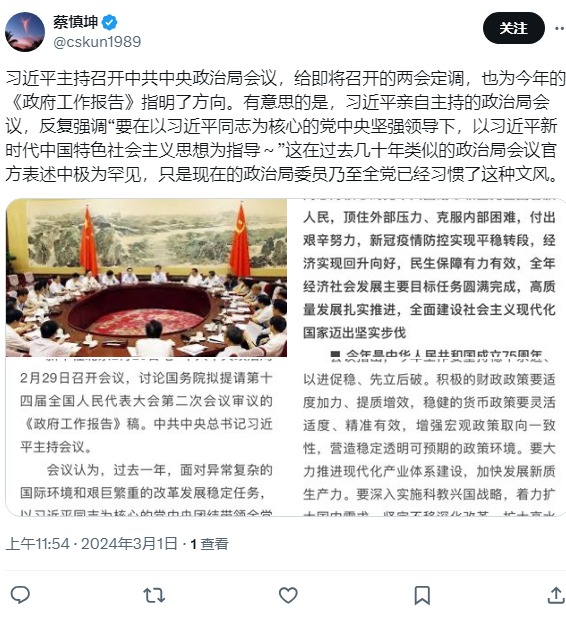 蔡慎坤
@cskun1989
关注
习近平主持召开中共中央政治局会议，给即将召开的两会定调，也为今年的
《政府工作报告》指明了方向。有意思的是，习近平亲自主持的政治局会
议，反复强调“要在以习近平同志为核心的党中央坚强领导下，以习近平新
时代中国特色社会主义思想为指导～”这在过去几十年类似的政治局会议官
方表述中极为罕见，只是现在的政治局委员乃至全党已经习惯了这种文风。
人民，顶住外部压力、克服内部困难，付出
艰辛努力，新冠疫情防控实现平稳转段，经
济实现回升向好，民生保障有力有效，全年
经济社会发展主要目标任务圆满完成，高质
量发展扎实推进，全面建设社会主义现代化
国家迈出坚实步伐
■ 今年是中华人民共和国成立75周年
2月29日召开会议，讨论国务院拟提请第十
四届全国人民代表大会第二次会议审议的
《政府工作报告》稿。中共中央总书记习近
平主持会议。
会议认为，过去一年，面对异常复杂的
国际环境和艰巨繁重的改革发展稳定任务，
以习近平同志为核心的党中央团结带领全党
以进促稳、先立后破。积极的财政政策要适
度加力、提质增效，稳健的货币政策要灵活
适度、精准有效，增强宏观政策取向一致
性，营造稳定透明可预期的政策环境。要大
力推进现代化产业体系建设，加快发展新质
生产力。要深入实施科教兴国战略，着力扩
大国内需求，坚定不移深化改革，扩大高水
上午11:54 · 2024年3月1日 · 1 查看